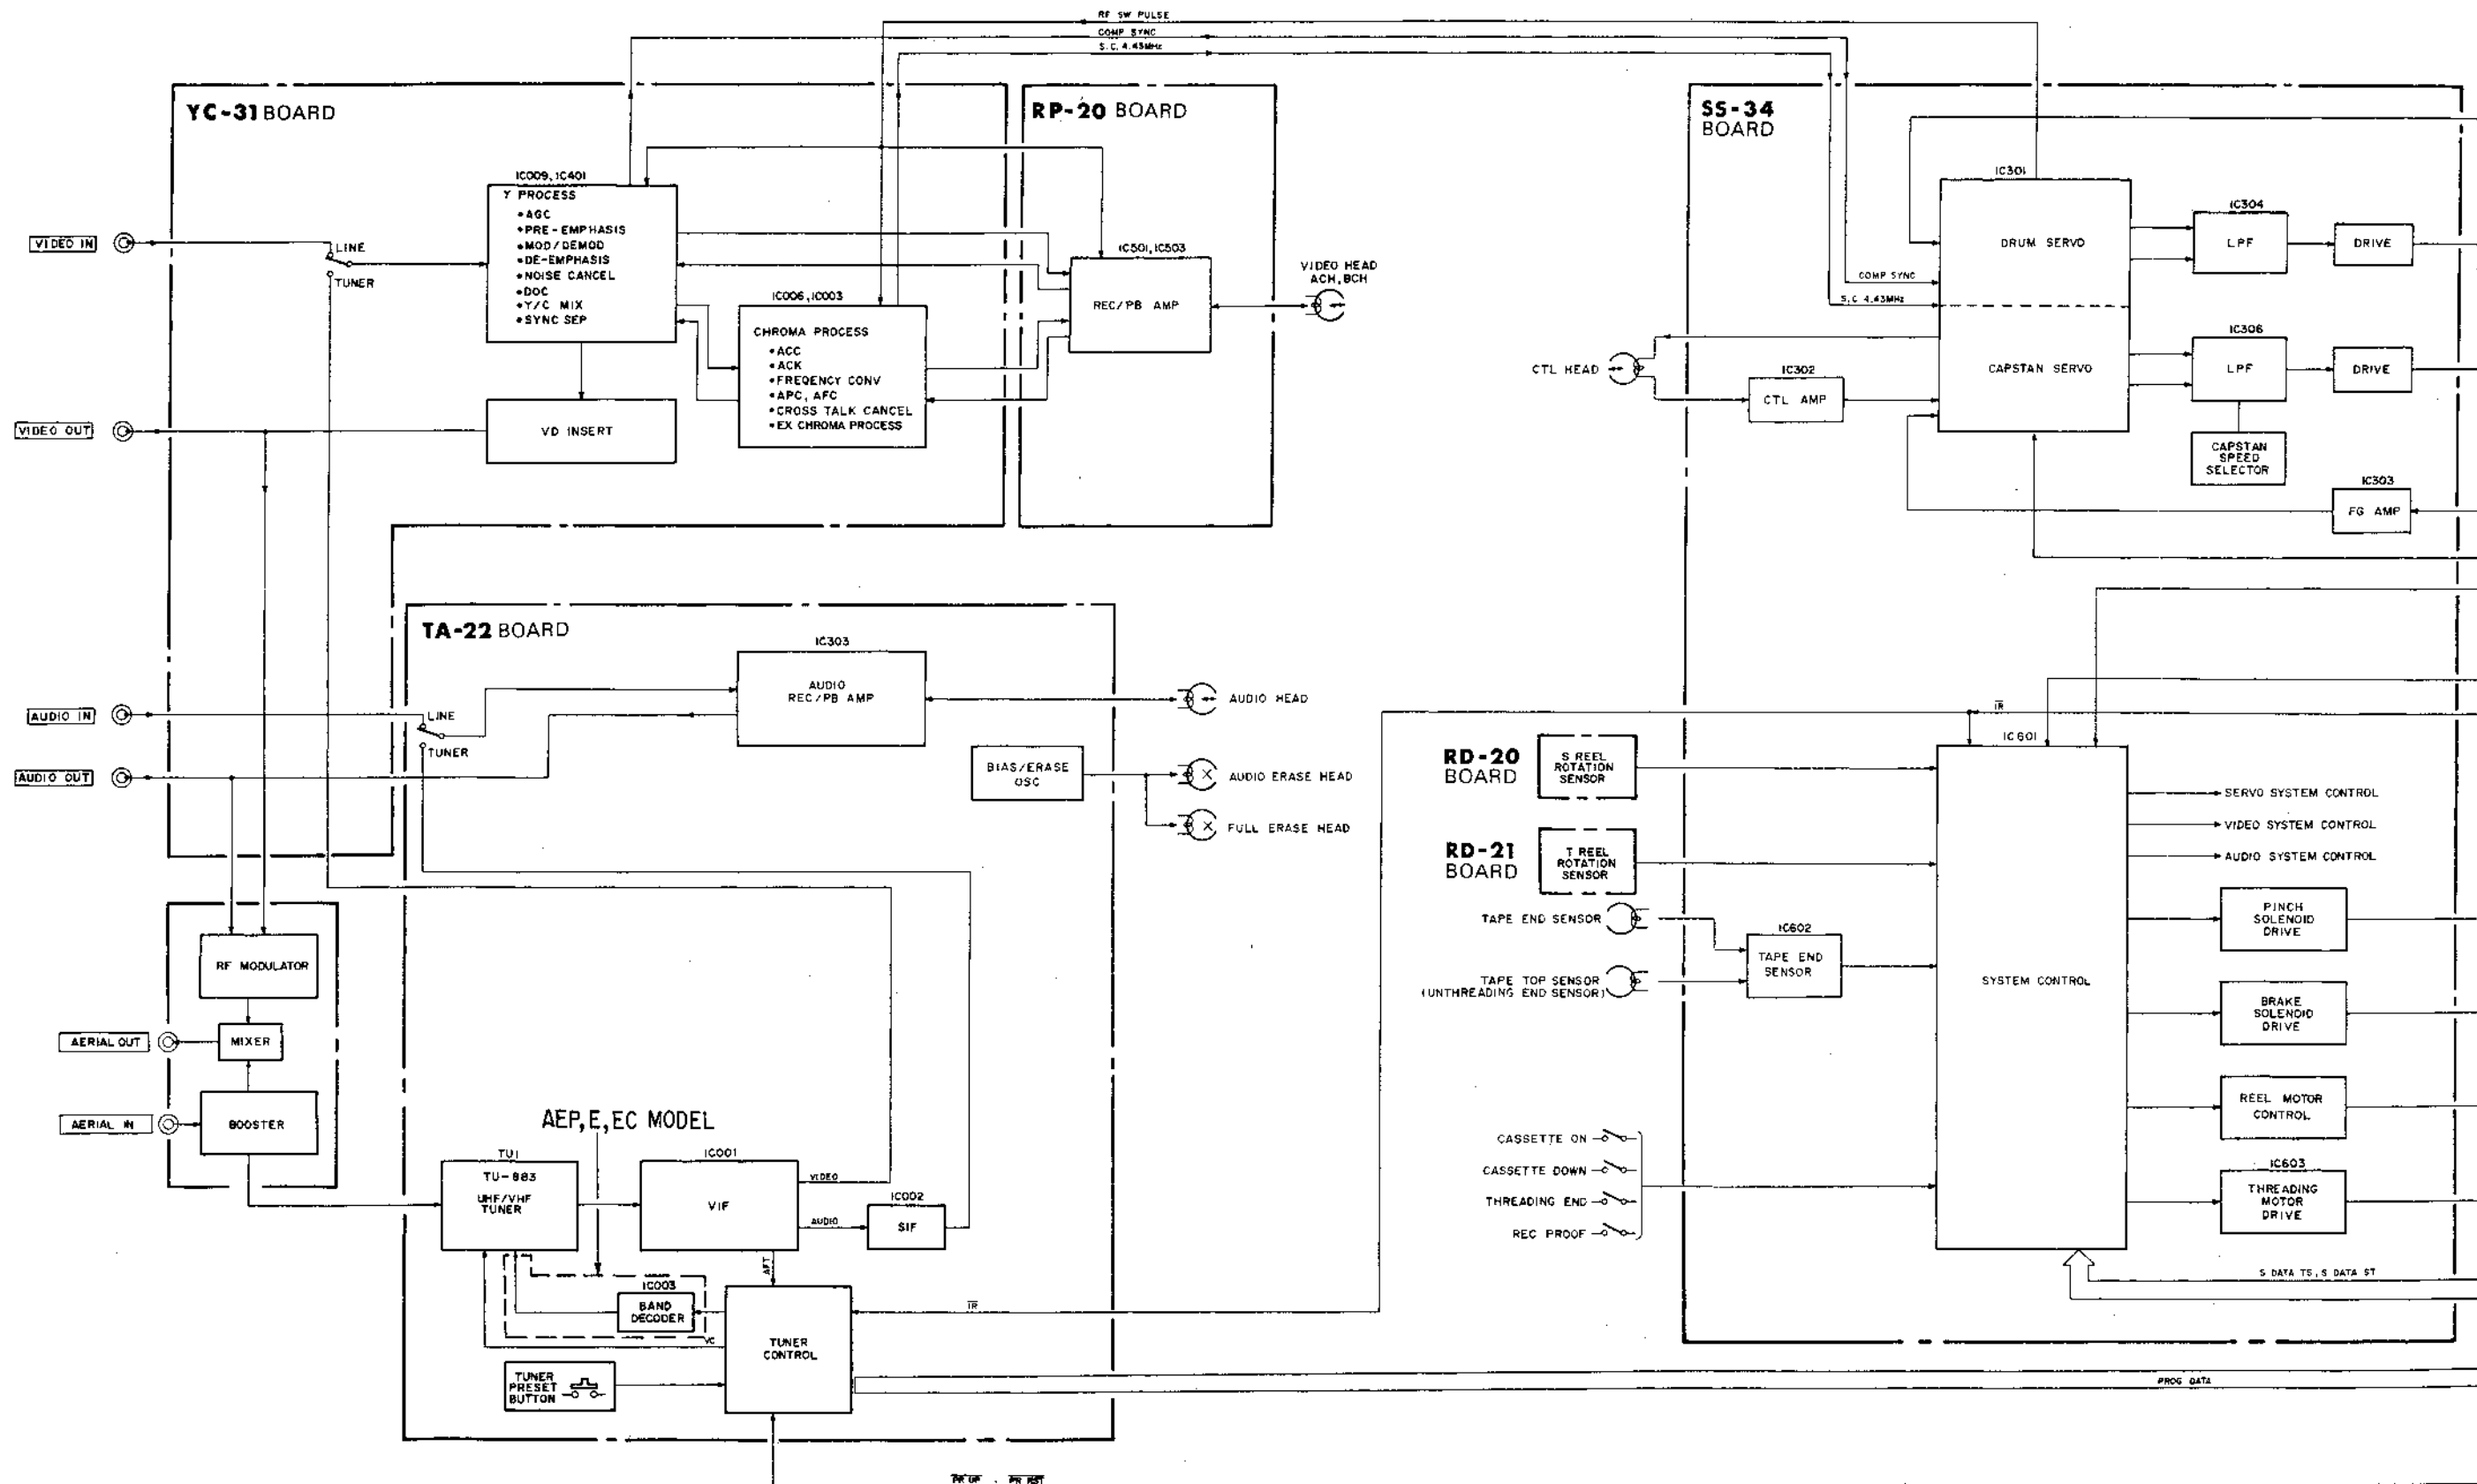 RF SW PULSE
COMP SYNC
S.C. 4.43MHz
YC-31 BOARD
RP-20 BOARD
SS-34
BOARD
IC009, IC401
Y PROCESS
•AGC
•PRE-EMPHASIS
•MOD/DEMOD
•DE-EMPHASIS
•NOISE CANCEL
•DOC
•Y/C MIX
•SYNC SEP
VIDEO IN
LINE
TUNER
IC006, IC003
CHROMA PROCESS
•ACC
•ACK
•FREQENCY CONV
•APC, AFC
•CROSS TALK CANCEL
•EX CHROMA PROCESS
IC501, IC503
REC/PB AMP
VIDEO HEAD
ACH, BCH
VD INSERT
VIDEO OUT
IC301
DRUM SERVO
COMP SYNC
S.C 4.43MHz
CAPSTAN SERVO
IC304
LPF
DRIVE
IC306
LPF
DRIVE
CTL HEAD
IC302
CTL AMP
CAPSTAN
SPEED
SELECTOR
IC303
FG AMP
TA-22 BOARD
IC303
AUDIO
REC/PB AMP
AUDIO HEAD
AUDIO IN
LINE
TUNER
AUDIO OUT
BIAS/ERASE
OSC
AUDIO ERASE HEAD
FULL ERASE HEAD
IR
IC601
SYSTEM CONTROL
RD-20
BOARD
S REEL
ROTATION
SENSOR
RD-21
BOARD
T REEL
ROTATION
SENSOR
SERVO SYSTEM CONTROL
VIDEO SYSTEM CONTROL
AUDIO SYSTEM CONTROL
TAPE END SENSOR
TAPE TOP SENSOR
(UNTHREADING END SENSOR)
IC602
TAPE END
SENSOR
PINCH
SOLENOID
DRIVE
BRAKE
SOLENOID
DRIVE
REEL MOTOR
CONTROL
IC603
THREADING
MOTOR
DRIVE
CASSETTE ON
CASSETTE DOWN
THREADING END
REC PROOF
S DATA TS, S DATA ST
RF MODULATOR
MIXER
AERIAL OUT
BOOSTER
AERIAL IN
AEP, E, EC MODEL
TU1
TU-883
UHF/VHF
TUNER
IC001
VIF
VIDEO
AUDIO
IC002
SIF
AFT
IC003
BAND
DECODER
VC
IR
TUNER
CONTROL
TUNER
PRESET
BUTTON
PROG DATA
PR UP , PR RST